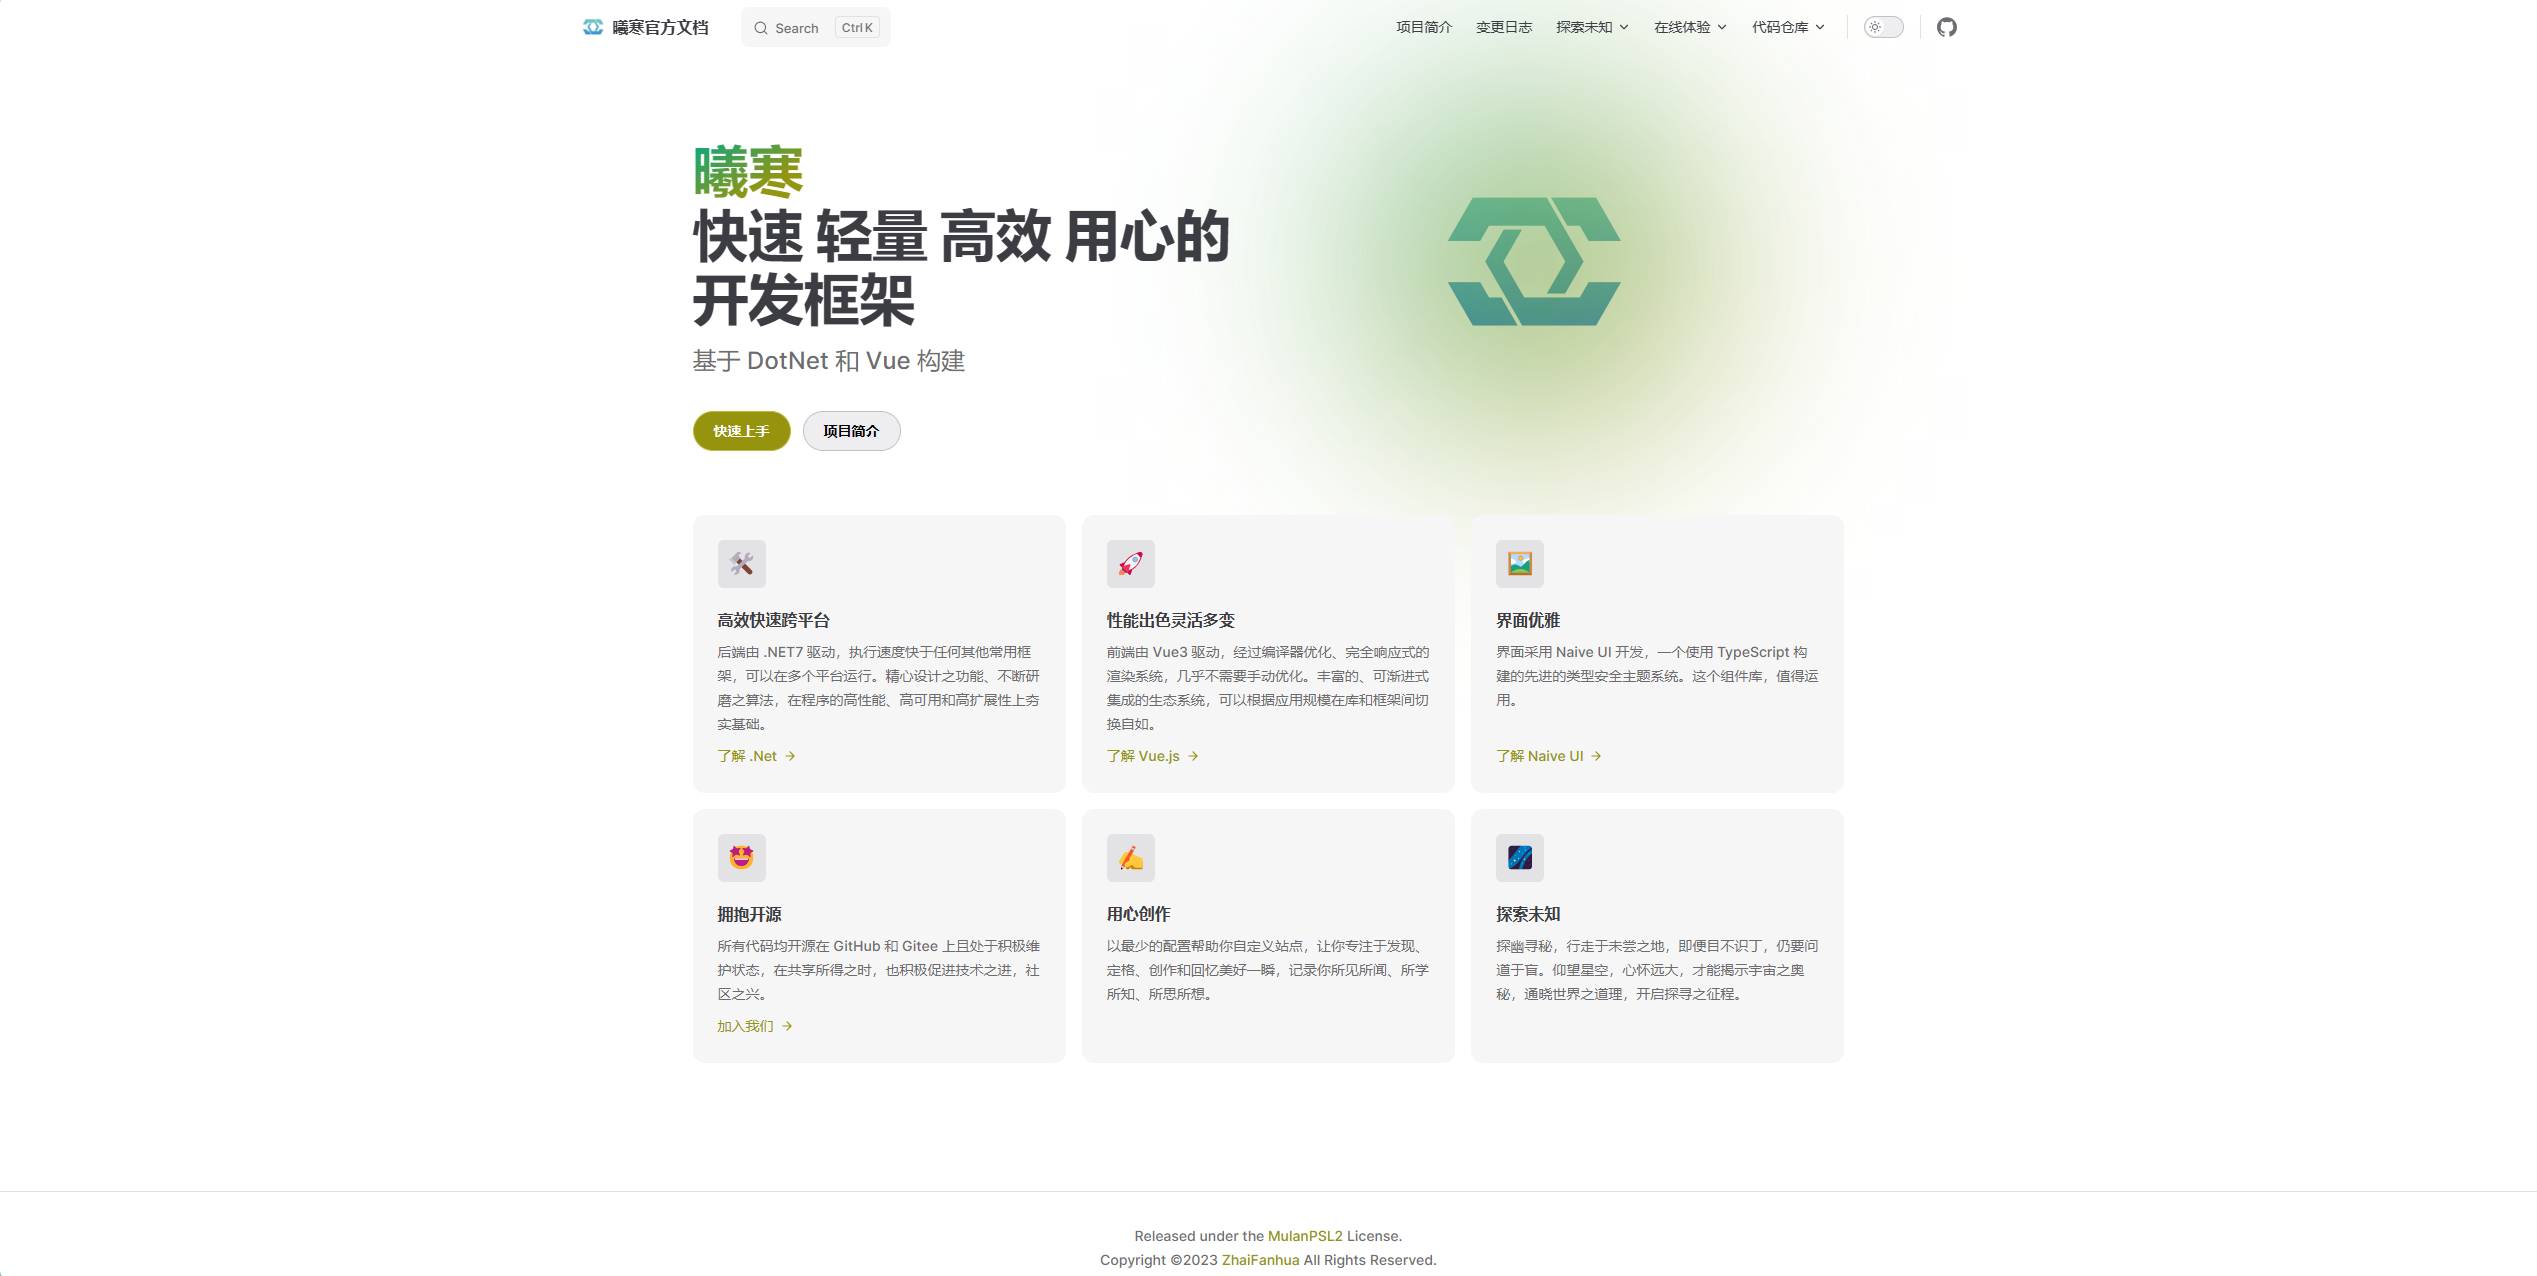 曦寒官方文档 Search Ctrl K 项目简介 变更日志 探索未知 在线体验 代码仓库
曦寒
快速 轻量 高效 用心的
开发框架
基于 DotNet 和 Vue 构建
快速上手 项目简介
高效快速跨平台
后端由 .NET7 驱动，执行速度快于任何其他常用框
架，可以在多个平台运行。精心设计之功能、不断研
磨之算法，在程序的高性能、高可用和高扩展性上夯
实基础。
了解 .Net
性能出色灵活多变
前端由 Vue3 驱动，经过编译器优化、完全响应式的
渲染系统，几乎不需要手动优化。丰富的、可渐进式
集成的生态系统，可以根据应用规模在库和框架间切
换自如。
了解 Vue.js
界面优雅
界面采用 Naive UI 开发，一个使用 TypeScript 构
建的先进的类型安全主题系统。这个组件库，值得运
用。
了解 Naive UI
拥抱开源
所有代码均开源在 GitHub 和 Gitee 上且处于积极维
护状态，在共享所得之时，也积极促进技术之进，社
区之兴。
加入我们
用心创作
以最少的配置帮助你自定义站点，让你专注于发现、
定格、创作和回忆美好一瞬，记录你所见所闻、所学
所知、所思所想。
探索未知
探幽寻秘，行走于未尝之地，即便目不识丁，仍要问
道于盲。仰望星空，心怀远大，才能揭示宇宙之奥
秘，通晓世界之道理，开启探寻之征程。
Released under the MulanPSL2 License.
Copyright ©2023 ZhaiFanhua All Rights Reserved.